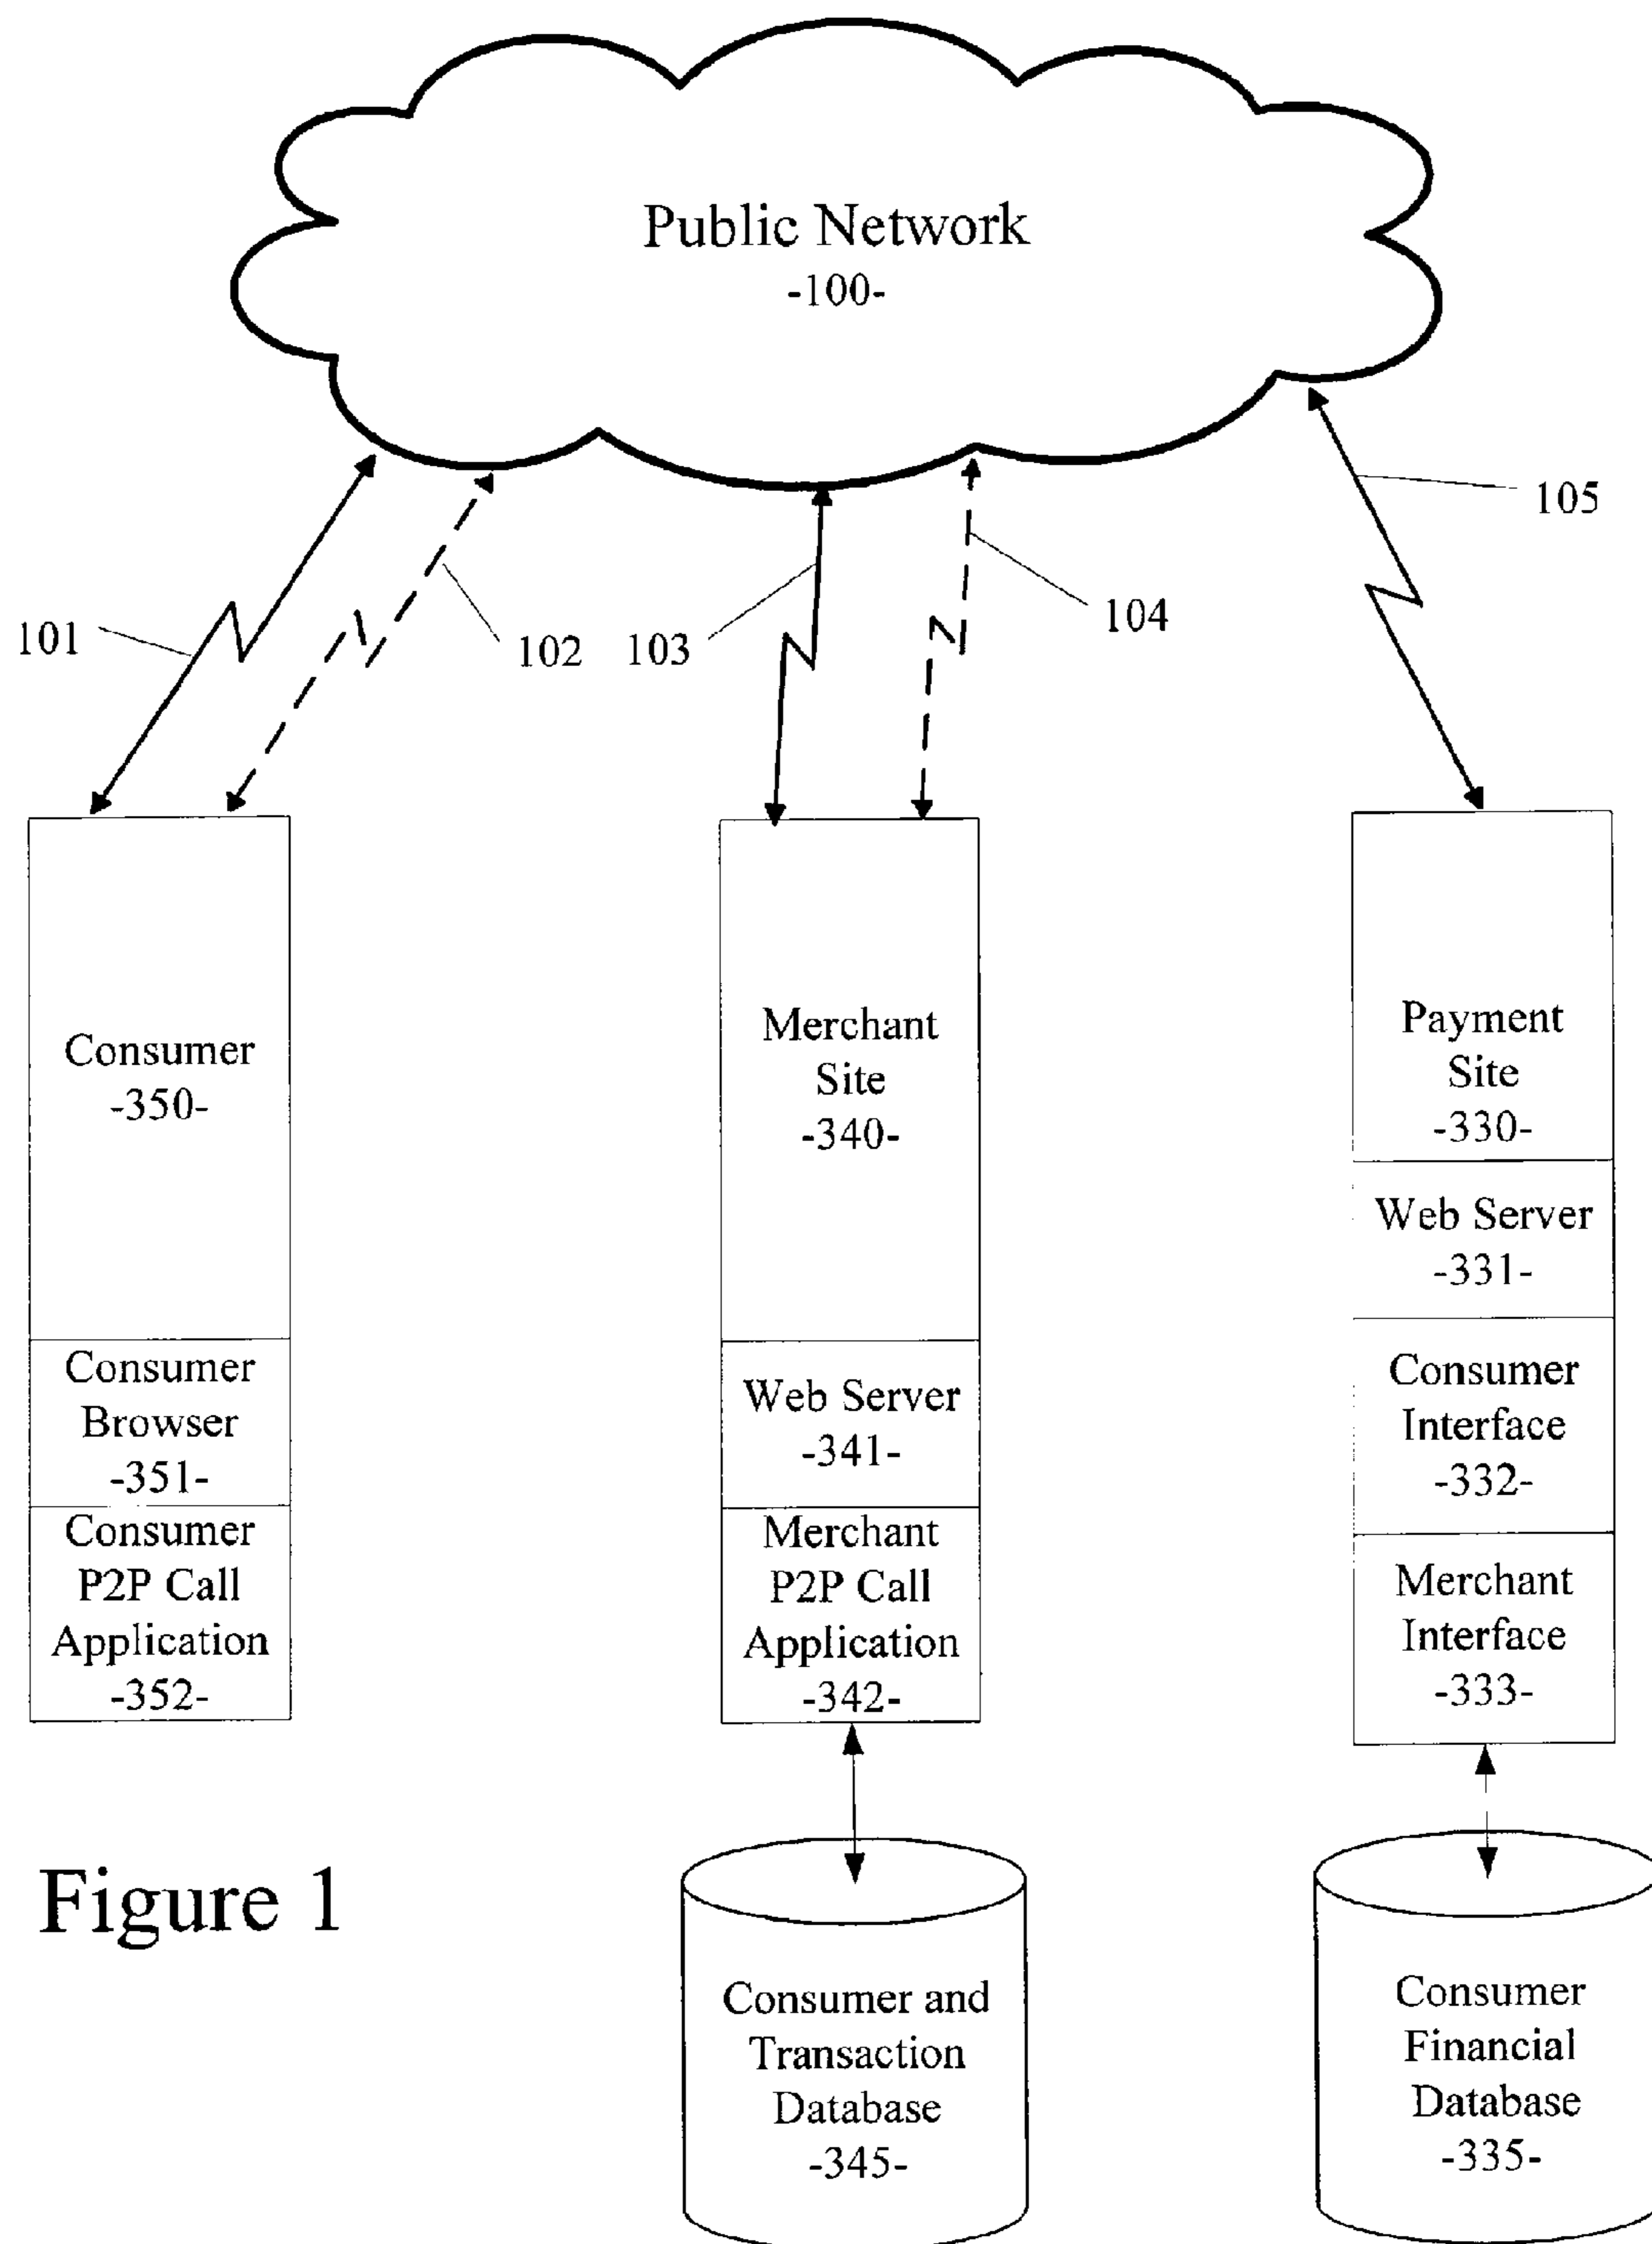 Public Network
-100-
105
104
101
102
103
Consumer
-350-
Consumer
Browser
-351-
Consumer
P2P Call
Application
-352-
Merchant
Site
-340-
Web Server
-341-
Merchant
P2P Call
Application
-342-
Payment
Site
-330-
Web Server
-331-
Consumer
Interface
-332-
Merchant
Interface
-333-
Figure 1
Consumer and
Transaction
Database
-345-
Consumer
Financial
Database
-335-